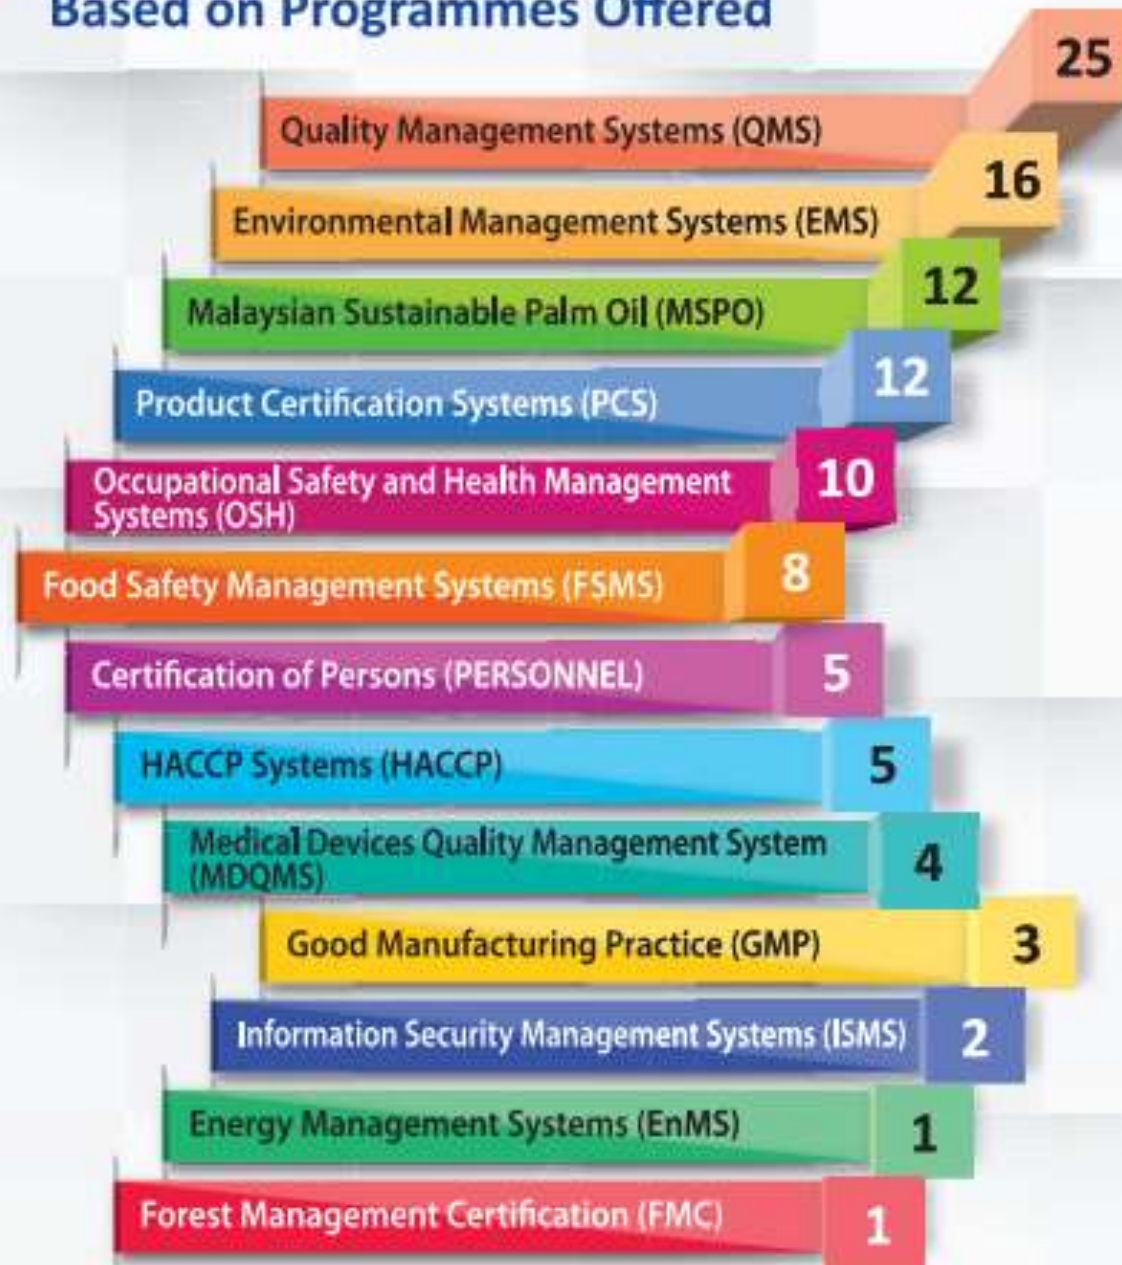 Based on Programmes Offered
25
Quality Management Systems (QMS)
16
Environmental Management Systems (EMS)
12
Malaysian Sustainable Palm Oil (MSPO)
12
Product Certification Systems (PCS)
10
Occupational Safety and Health Management
Systems (OSH)
8
Food Safety Management Systems (FSMS)
Certification of Persons (PERSONNEL)
5
HACCP Systems (HACCP)
5
Medical Devices Quality Management System
(MDQMS)
4
Good Manufacturing Practice (GMP)
3
Information Security Management Systems (ISMS)
2
Energy Management Systems (EnMS)
1
Forest Management Certification (FMC)
1